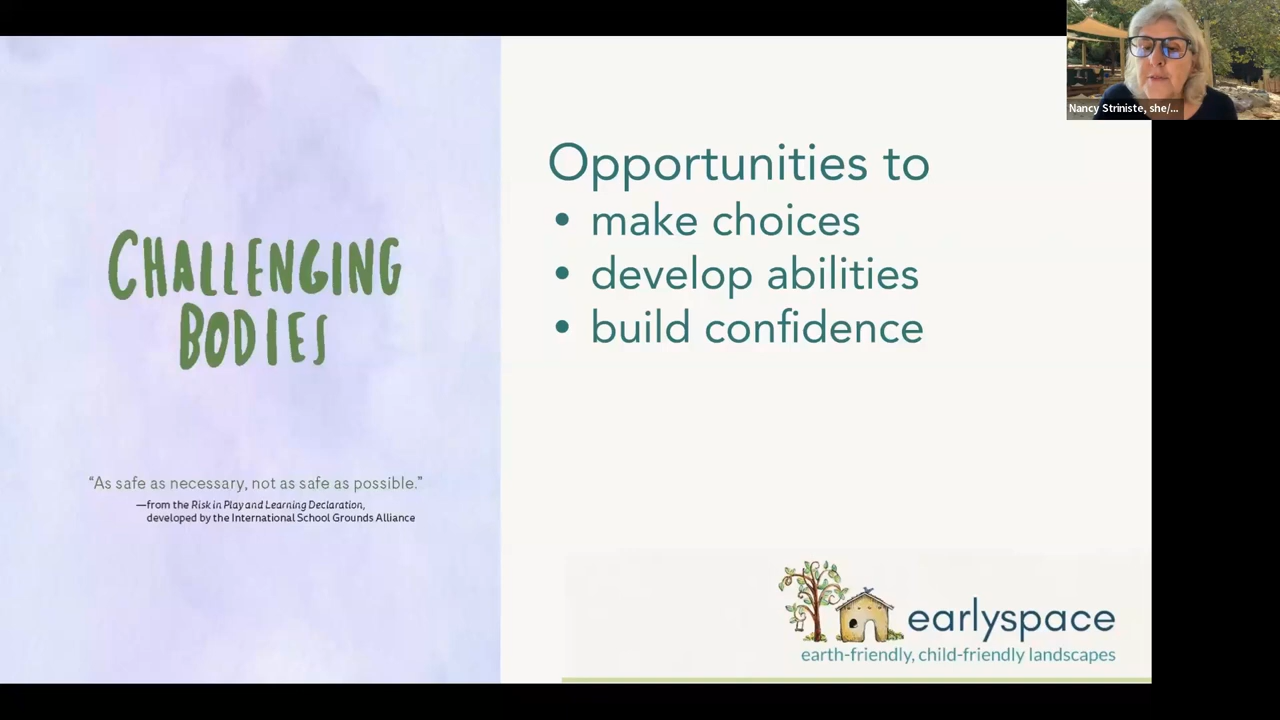 CHALLENGING
BODIES
“As safe as necessary, not as safe as possible.”
—from the Risk in Play and Learning Declaration,
developed by the International School Grounds Alliance
Opportunities to
• make choices
• develop abilities
• build confidence
earlyspace
earth-friendly, child-friendly landscapes
Nancy Striniste, she/...